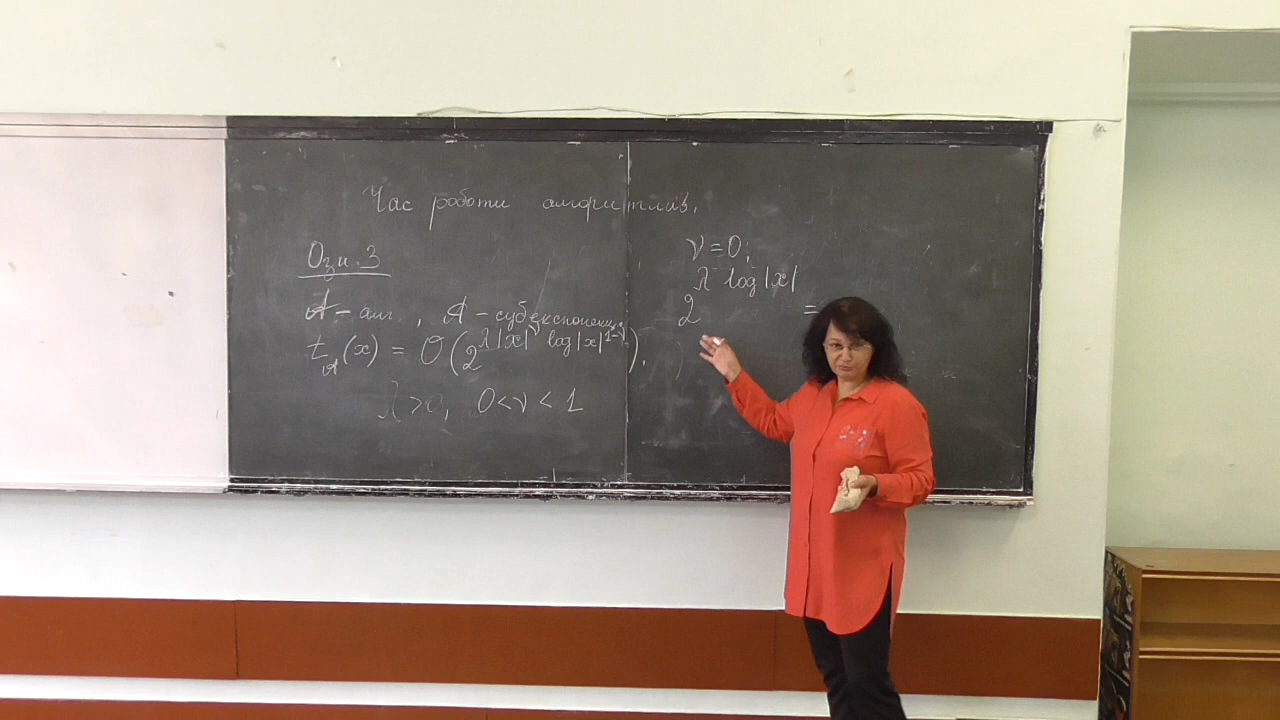 Час роботи алгоритмів.
Озн. 3
A – алг., A – субекспоненц.
t_A(x) = O(2^{λ|x|^ν log|x|^{1-ν}}).
λ > 0, 0 < ν < 1
ν = 0;
2^{λ log|x|} =